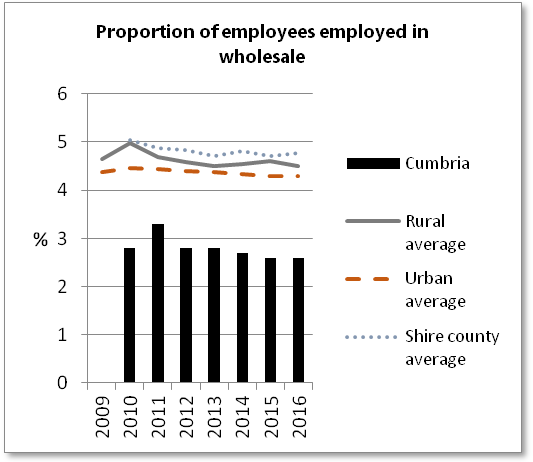 Proportion of employees employed in
wholesale
6
5
4
3
2
1
0
%
2009
2010
2011
2012
2013
2014
2015
2016
Cumbria
Rural
average
Urban
average
Shire county
average